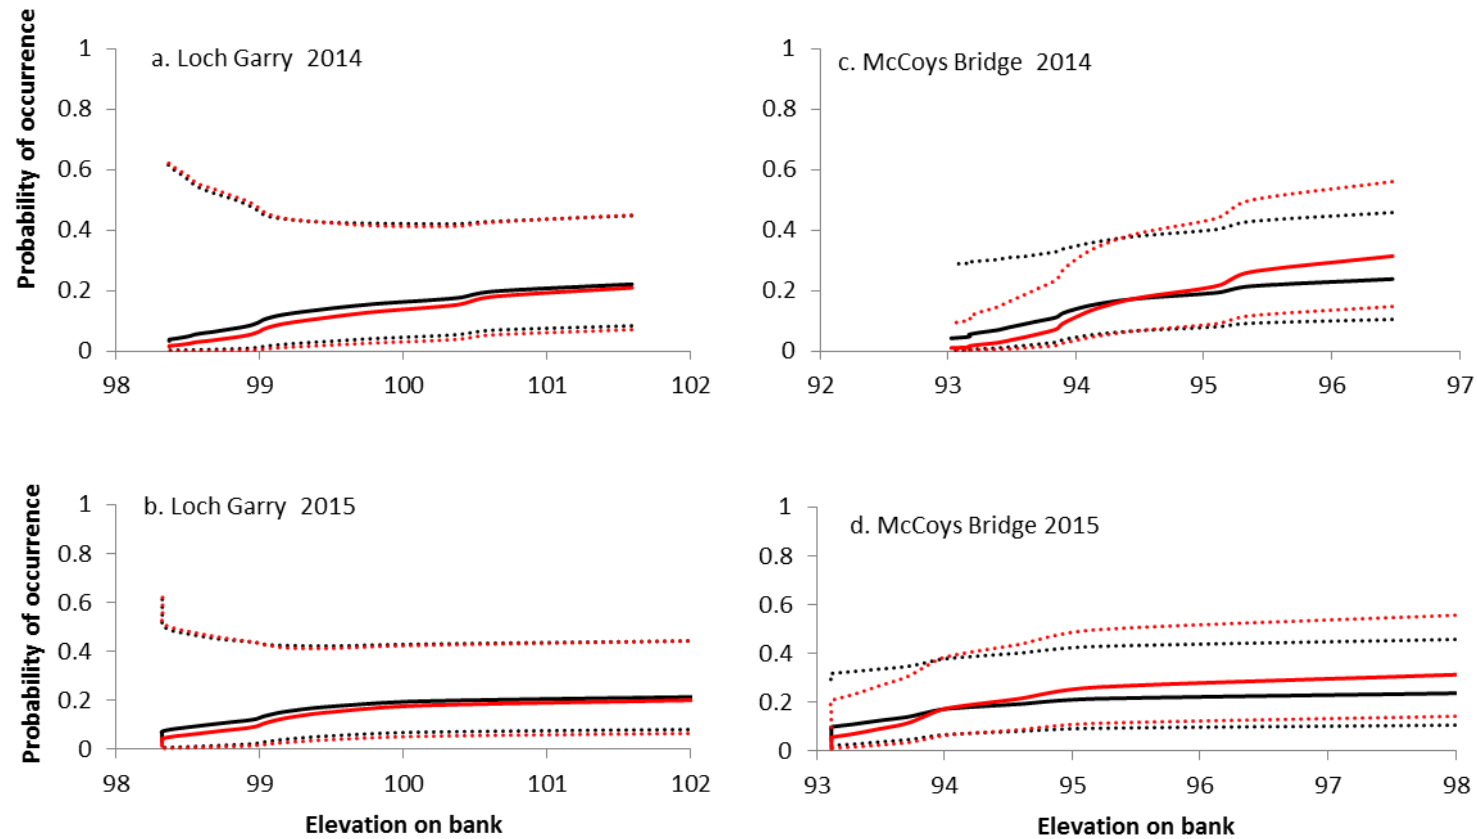 a. Loch Garry 2014
Probability of occurrence
1
0.8
0.6
0.4
0.2
0
98 99 100 101 102
c. McCoys Bridge 2014
1
0.8
0.6
0.4
0.2
0
92 93 94 95 96 97
b. Loch Garry 2015
Probability of occurrence
1
0.8
0.6
0.4
0.2
0
98 99 100 101 102
Elevation on bank
d. McCoys Bridge 2015
1
0.8
0.6
0.4
0.2
0
93 94 95 96 97 98
Elevation on bank